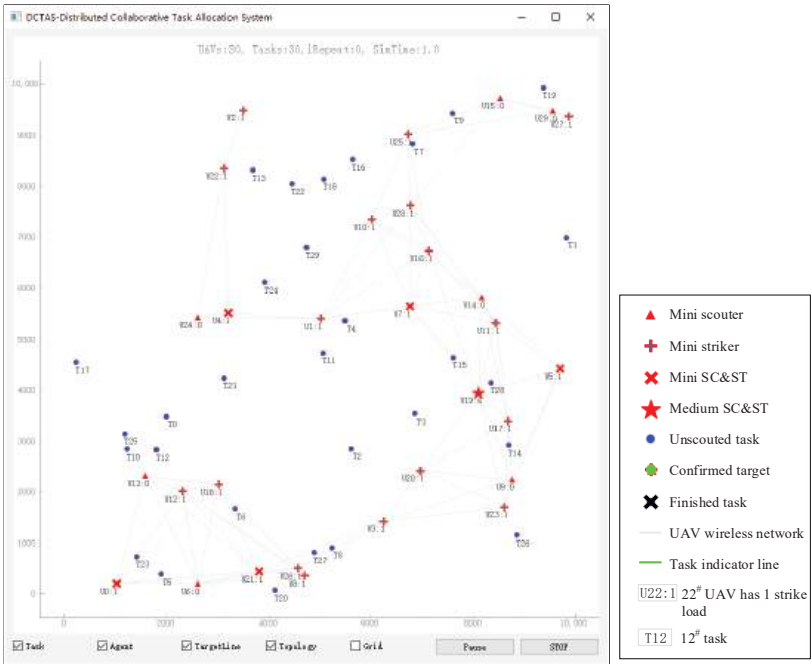 DCTAS-Distributed Collaborative Task Allocation System
UAVs:30, Tasks:30, iRepeat:0, SimTime:1.0
10,000
T19
U15:0
U29:0
U27:1
U2:1
T9
9000
U25:1
T7
T16
U22:1
T13
T22
T18
8000
U28:1
U10:1
7000
T1
T29
U16:1
6000
T24
U14:0
U7:1
U24:0
U4:1
U1:1
T4
U11:1
5000
T11
T15
T17
U5:1
T21
T28
4000
U19:4
T0
T3
U17:1
T25
3000
T10
T12
T2
T14
U13:0
U20:1
U9:0
U18:1
2000
U12:1
T6
U23:1
U3:1
T26
1000
T8
T27
T23
T5
U21:1
U26:1
U8:1
U0:1
U6:0
T20
0
0 2000 4000 6000 8000 10,000
Task Agent TargetLine Topology Grid Pause STOP
Mini scouter
Mini striker
Mini SC&ST
Medium SC&ST
Unscouted task
Confirmed target
Finished task
UAV wireless network
Task indicator line
U22:1 22# UAV has 1 strike
load
T12 12# task